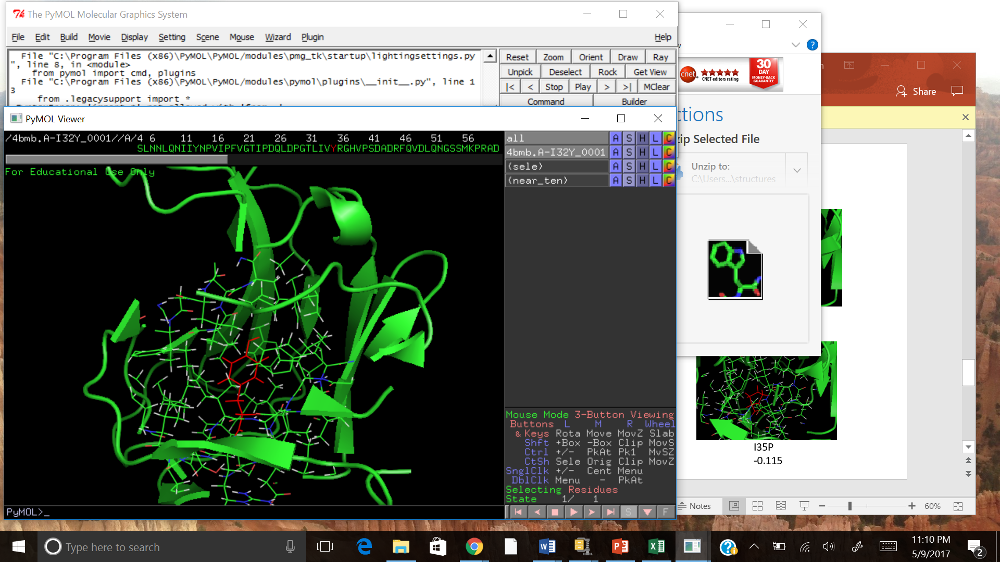 The PyMOL Molecular Graphics System
File Edit Build Movie Display Setting Scene Mouse Wizard Plugin Help
File "C:\Program Files (x86)\PyMOL\PyMOL/modules\pmg_tk\startup\lightingsettings.py
", line 8, in <module>
from pymol import cmd, plugins
File "C:\Program Files (x86)\PyMOL\PyMOL/modules\pymol\plugins\__init__.py", line 1
3
from .legacysupport import *
Reset Zoom Orient Draw Ray
Unpick Deselect Rock Get View
|< < Stop Play > >| MClear
Command Builder
PyMOL Viewer
/4bmb.A-I32Y_0001//A/4 6 11 16 21 26 31 36 41 46 51 56
SLNNLQNIIYNPVIPFVGTIPDQLDPGTLIVYRGHVPSDADRFQVDLQNGSSMKPRAD
For Educational Use Only
all A S H L C
4bmb.A-I32Y_0001 A S H L C
(sele) A S H L C
(near_ten) A S H L C
Mouse Mode 3-Button Viewing
Buttons L M R Wheel
& Keys Rota Move MovZ Slab
Shft +Box -Box Clip MovS
Ctrl +/- PkAt Pk1 MvSZ
CtSh Sele Orig Clip MovZ
SnglClk +/- Cent Menu
DblClk Menu - PkAt
Selecting Residues
State 1/ 1
S F
PyMOL>_
cnet CNET editors rating
30
DAY
MONEY-BACK
GUARANTEE
ctions
zip Selected File
Unzip to:
C:\Users...\structures
Share
I35P
-0.115
Notes 60%
Type here to search
11:10 PM
5/9/2017
2